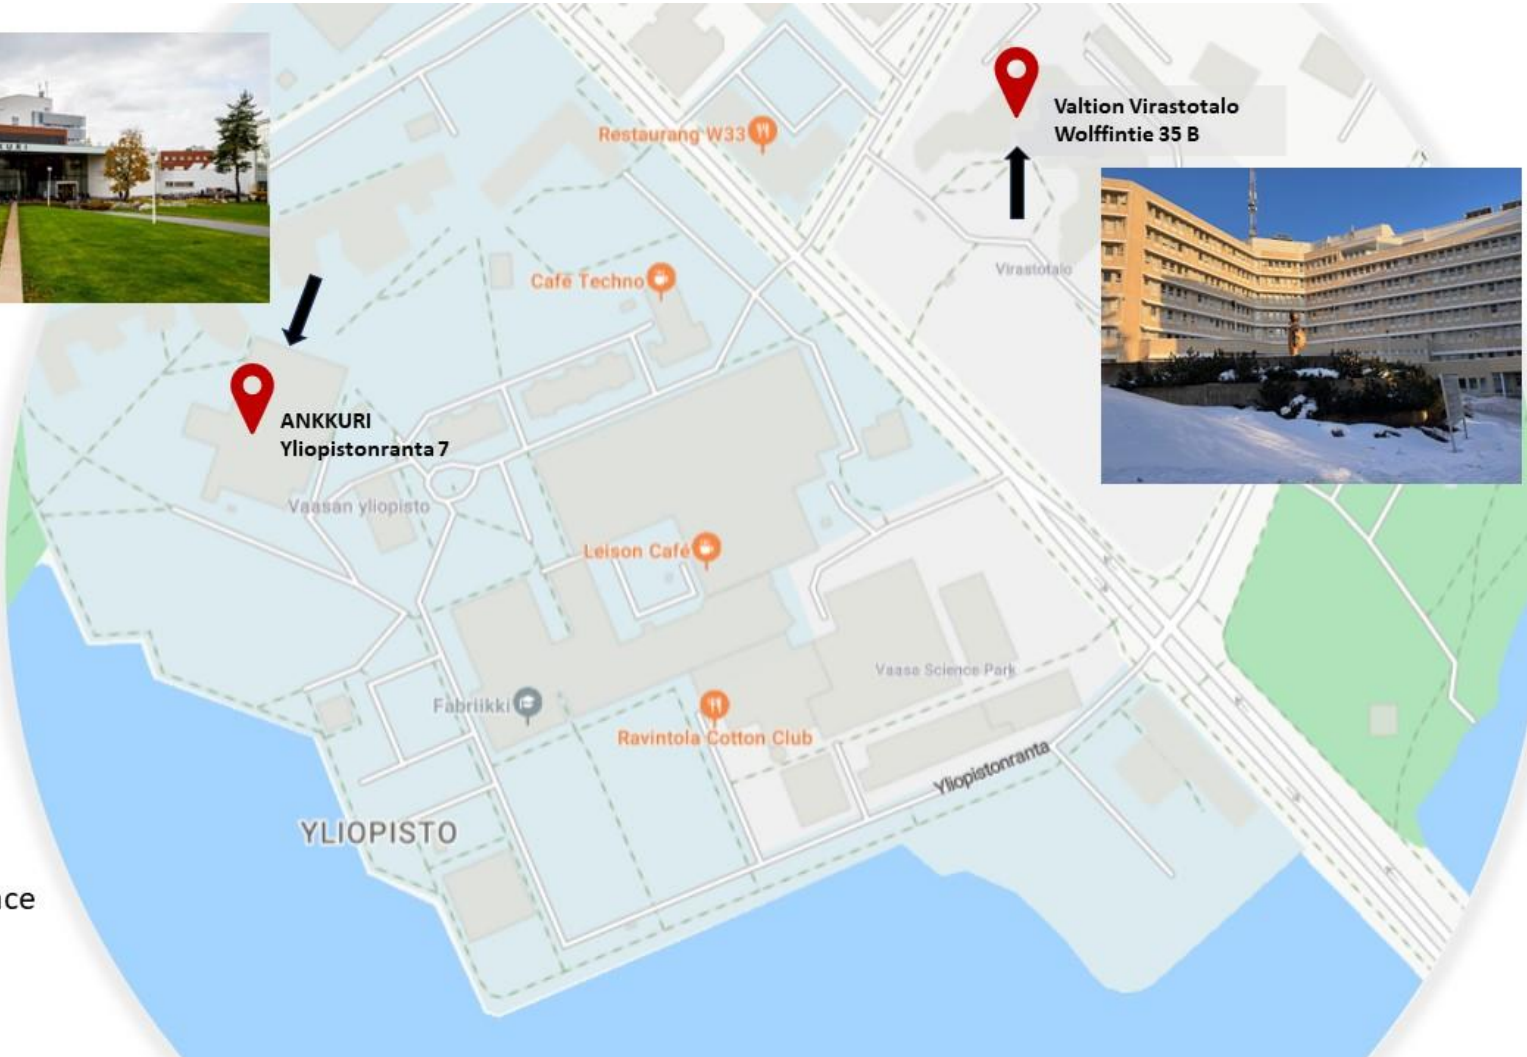 Valtion Virastotalo
Wolffintie 35 B
Restaurang W33
Virastotalo
Café Techno
ANKKURI
Yliopistonranta 7
Vaasan yliopisto
Leison Café
Vaasa Science Park
Fabriikki
Ravintola Cotton Club
Yliopistonranta
YLIOPISTO